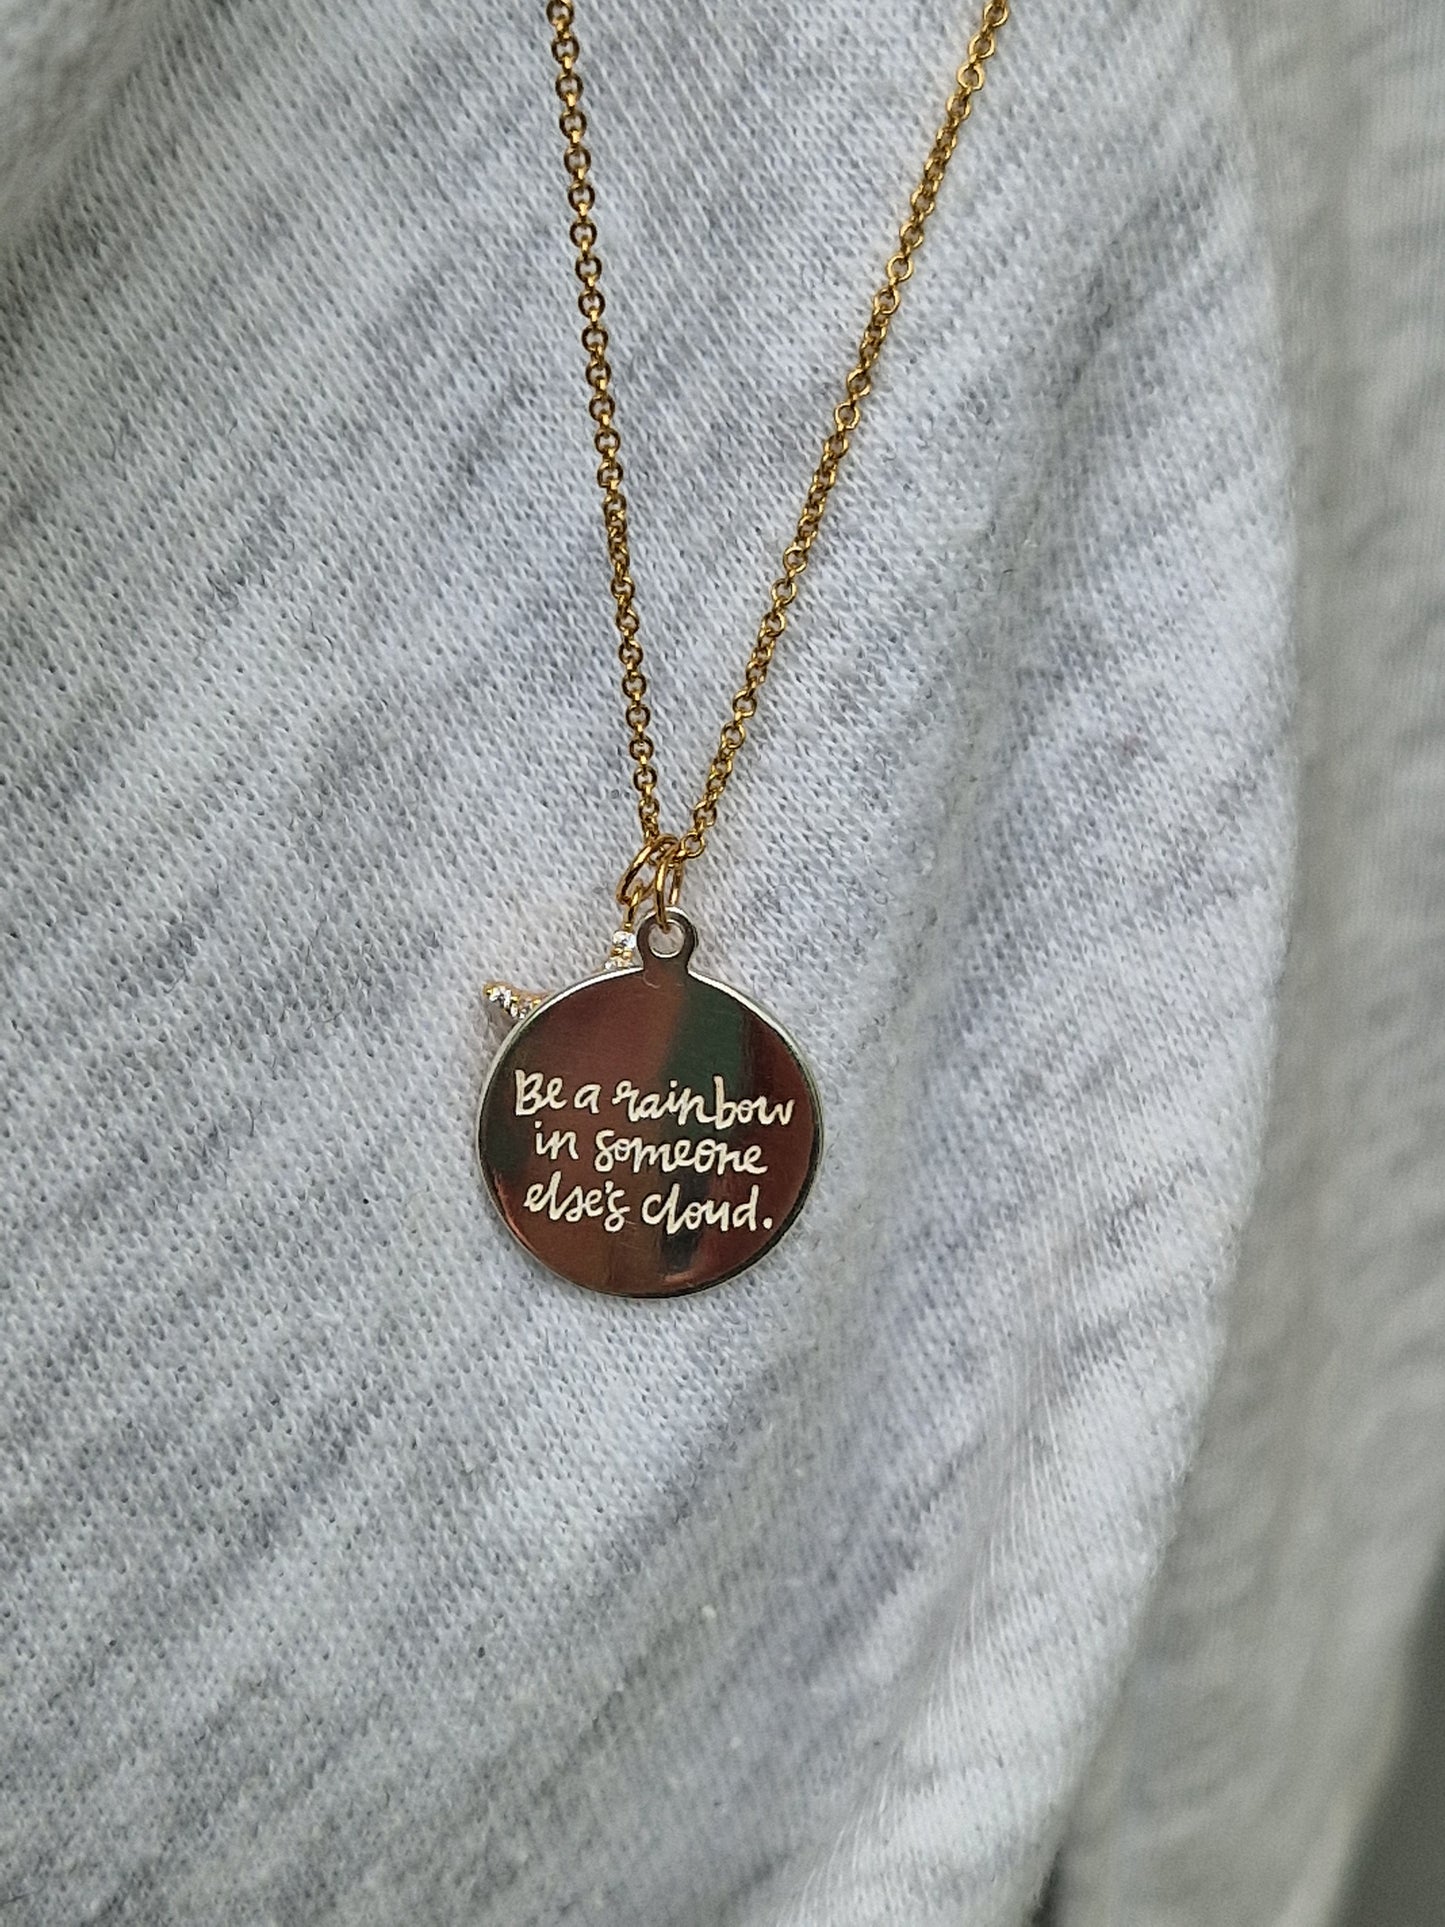 Be a rainbow
in someone
else's cloud.